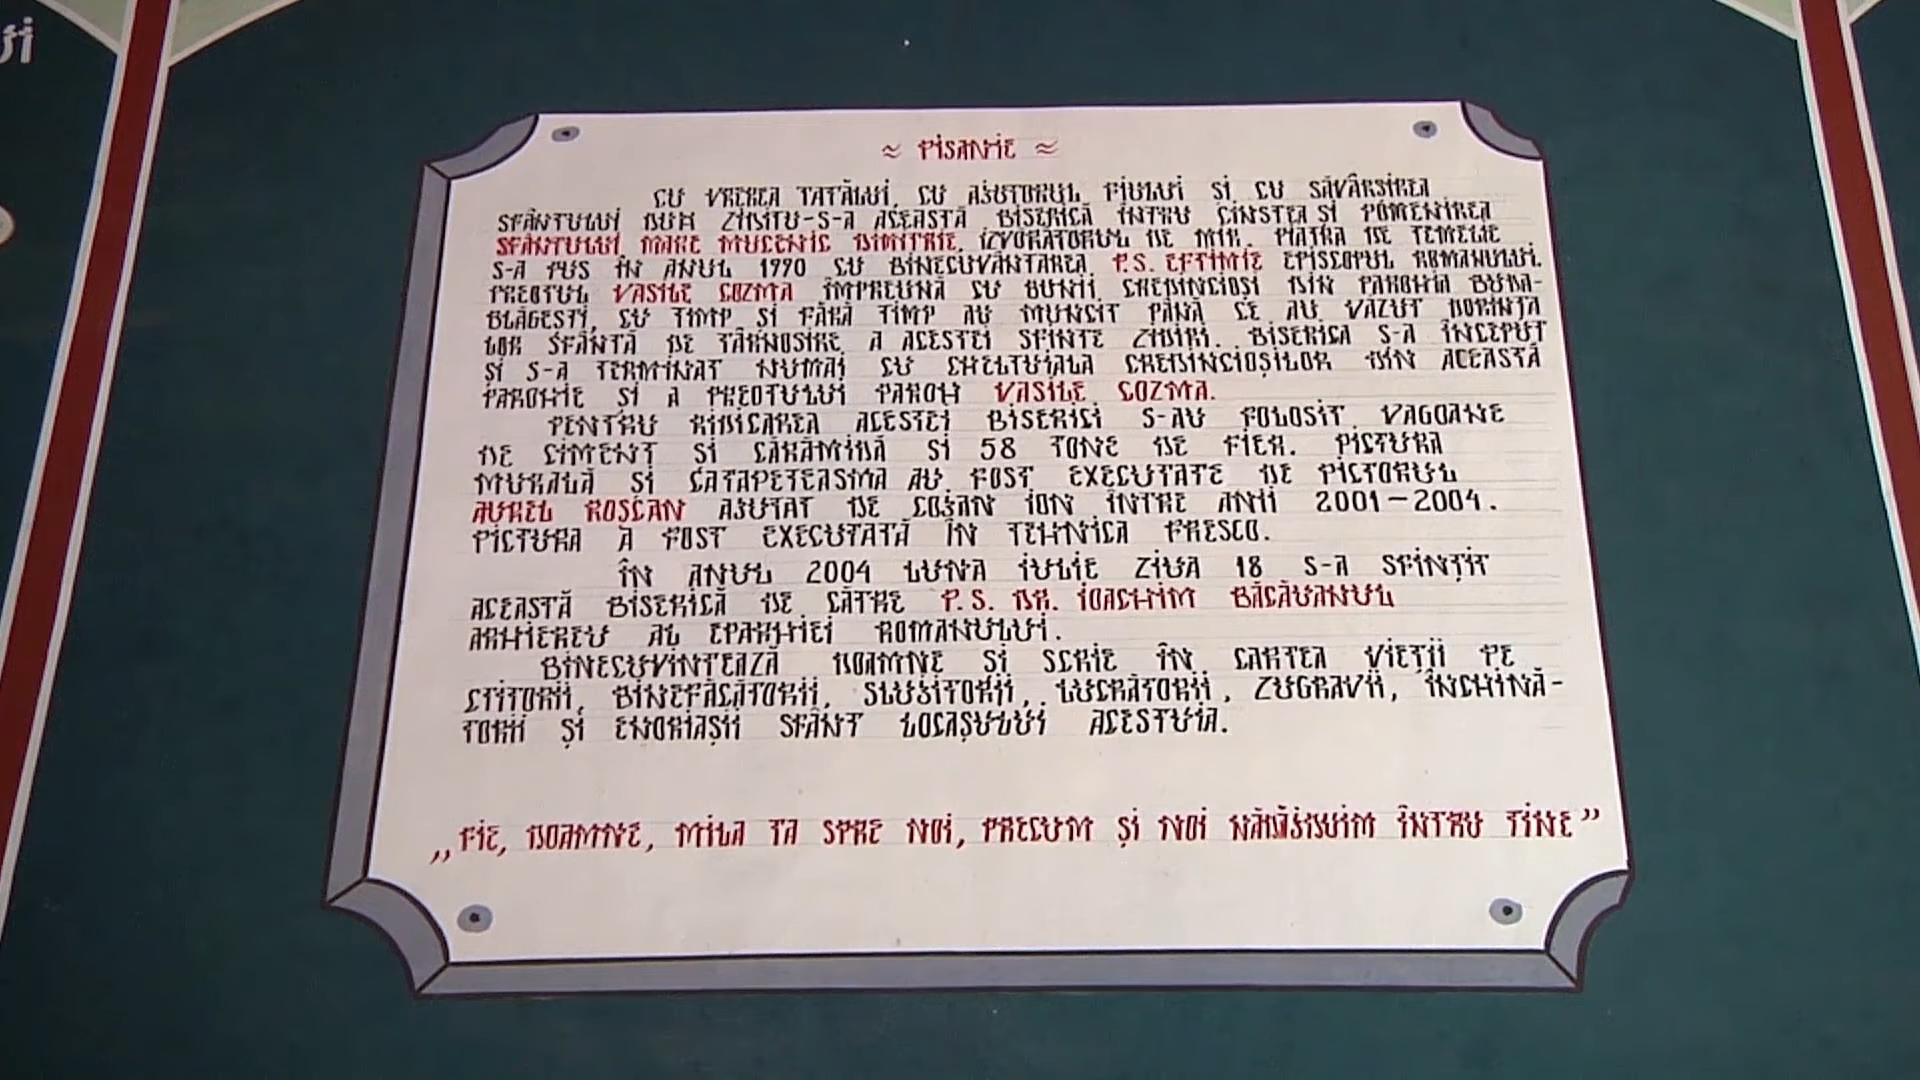 ≈ PISANIE ≈
CU VREREA TATĂLUI, CU AJUTORUL FIULUI ȘI CU SĂVÂRȘIREA
SFÂNTULUI DUH ZIDITU-S-A ACEASTĂ BISERICĂ ÎNTRU CINSTEA ȘI POMENIREA
SFÂNTULUI MARE MUCENIC DIMITRIE, IZVORÂTORUL DE MIR. PIATRA DE TEMELIE
S-A PUS ÎN ANUL 1990 CU BINECUVÂNTAREA P.S. EFTIMIE EPISCOPUL ROMANULUI.
PREOTUL VASILE COZMA ÎMPREUNĂ CU BUNII CREDINCIOȘI DIN PAROHIA BUDA-
BLĂGEȘTI, CU TIMP ȘI FĂRĂ TIMP AU MUNCIT PÂNĂ CE AU VĂZUT DORINȚA
LOR SFÂNTĂ DE TÂRNOSIRE A ACESTEI SFINTE ZIDIRI. BISERICA S-A ÎNCEPUT
ȘI S-A TERMINAT NUMAI CU CHELTUIALA CREDINCIOȘILOR DIN ACEASTĂ
PAROHIE ȘI A PREOTULUI PAROH VASILE COZMA.
PENTRU RIDICAREA ACESTEI BISERICI S-AU FOLOSIT VAGOANE
DE CIMENT ȘI CĂRĂMIDĂ ȘI 58 TONE DE FIER. PICTURA
MURALĂ ȘI CATAPETEASMA AU FOST EXECUTATE DE PICTORUL
AUREL ROȘCAN AJUTAT DE COJAN ION ÎNTRE ANII 2001-2004.
PICTURA A FOST EXECUTATĂ ÎN TEHNICA FRESCO.
ÎN ANUL 2004 LUNA IULIE ZIUA 18 S-A SFINȚIT
ACEASTĂ BISERICĂ DE CĂTRE P.S. DR. IOACHIM BĂCĂUANUL
ARHIEREU AL EPARHIEI ROMANULUI.
BINECUVINTEAZĂ DOAMNE ȘI SCRIE ÎN CARTEA VIEȚII PE
CTITORII, BINEFĂCĂTORII, SLUJITORII, LUCRĂTORII, ZUGRAVII, ÎNCHINĂ-
TORII ȘI ENORIAȘII SFÂNT LOCAȘULUI ACESTUIA.
„FIE, DOAMNE, MILA TA SPRE NOI, PRECUM ȘI NOI NĂDĂJDUIM ÎNTRU TINE”